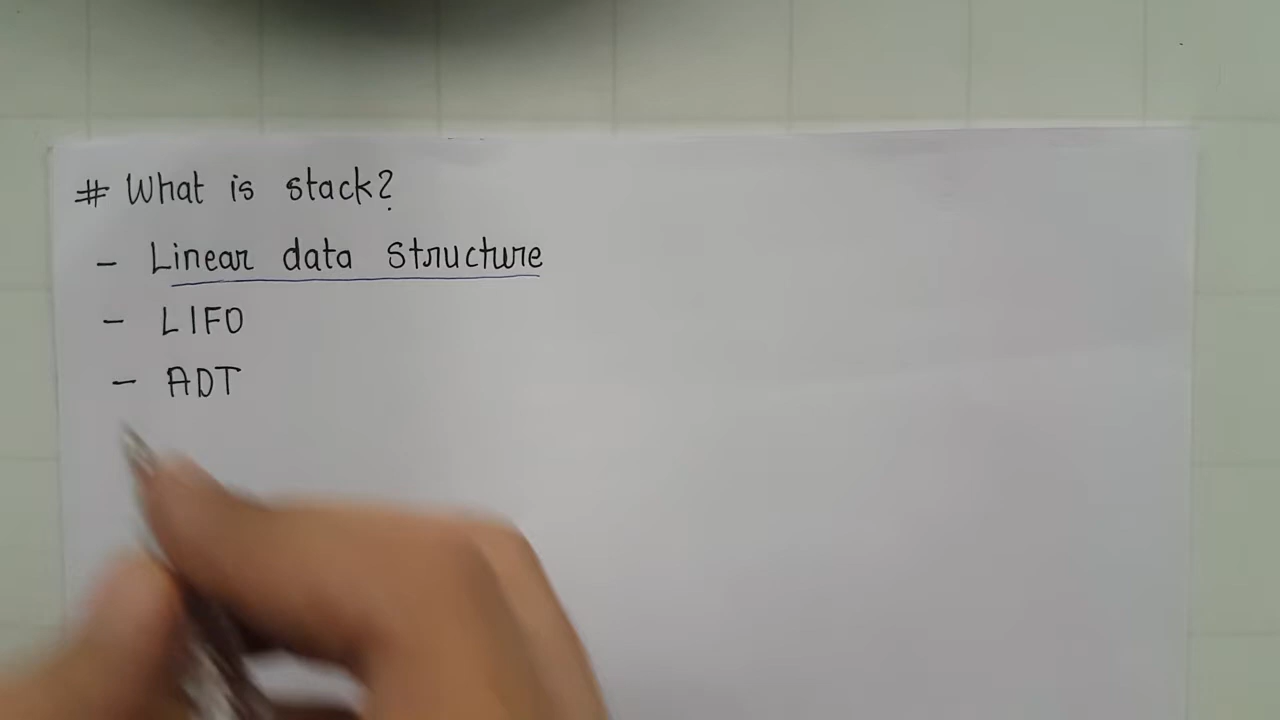 # What is stack?
- Linear data structure
- LIFO
- ADT